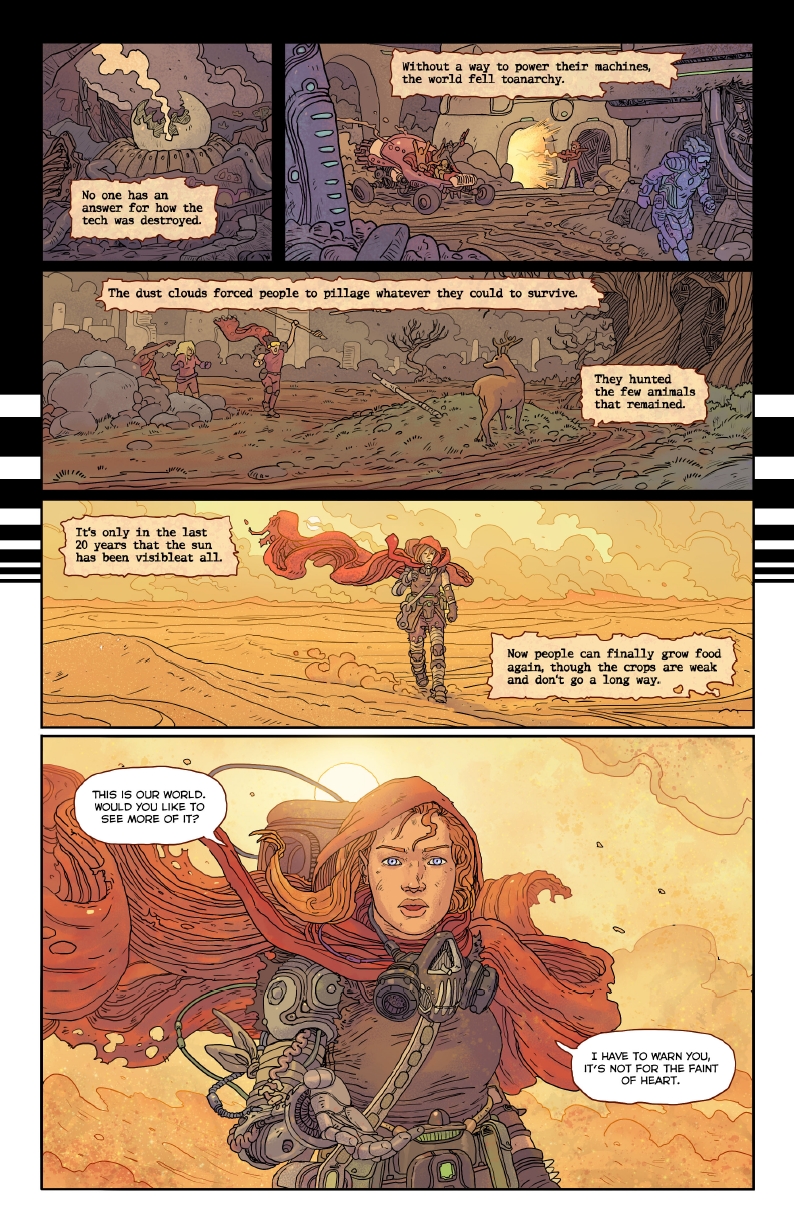 No one has an
answer for how the
tech was destroyed.
Without a way to power their machines,
the world fell toanarchy.
The dust clouds forced people to pillage whatever they could to survive.
They hunted
the few animals
that remained.
It's only in the last
20 years that the sun
has been visibleat all.
Now people can finally grow food
again, though the crops are weak
and don't go a long way.
THIS IS OUR WORLD.
WOULD YOU LIKE TO
SEE MORE OF IT?
I HAVE TO WARN YOU,
IT'S NOT FOR THE FAINT
OF HEART.